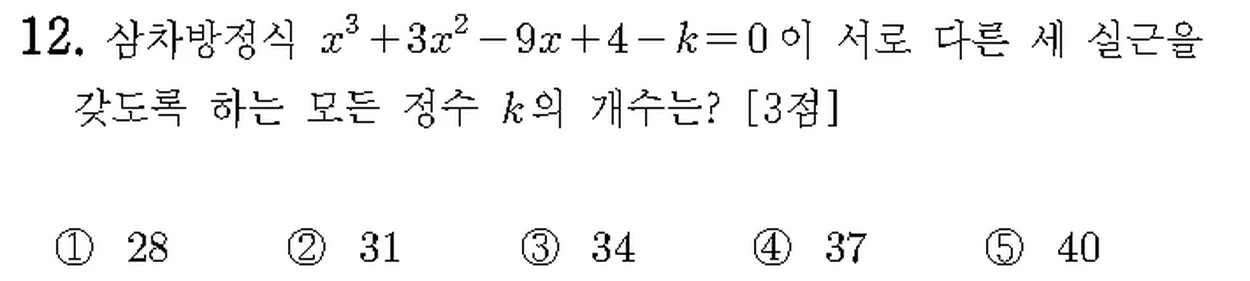 12. 삼차방정식 x³+3x²-9x+4-k=0이 서로 다른 세 실근을
갖도록 하는 모든 정수 k의 개수는? [3점]
① 28 ② 31 ③ 34 ④ 37 ⑤ 40